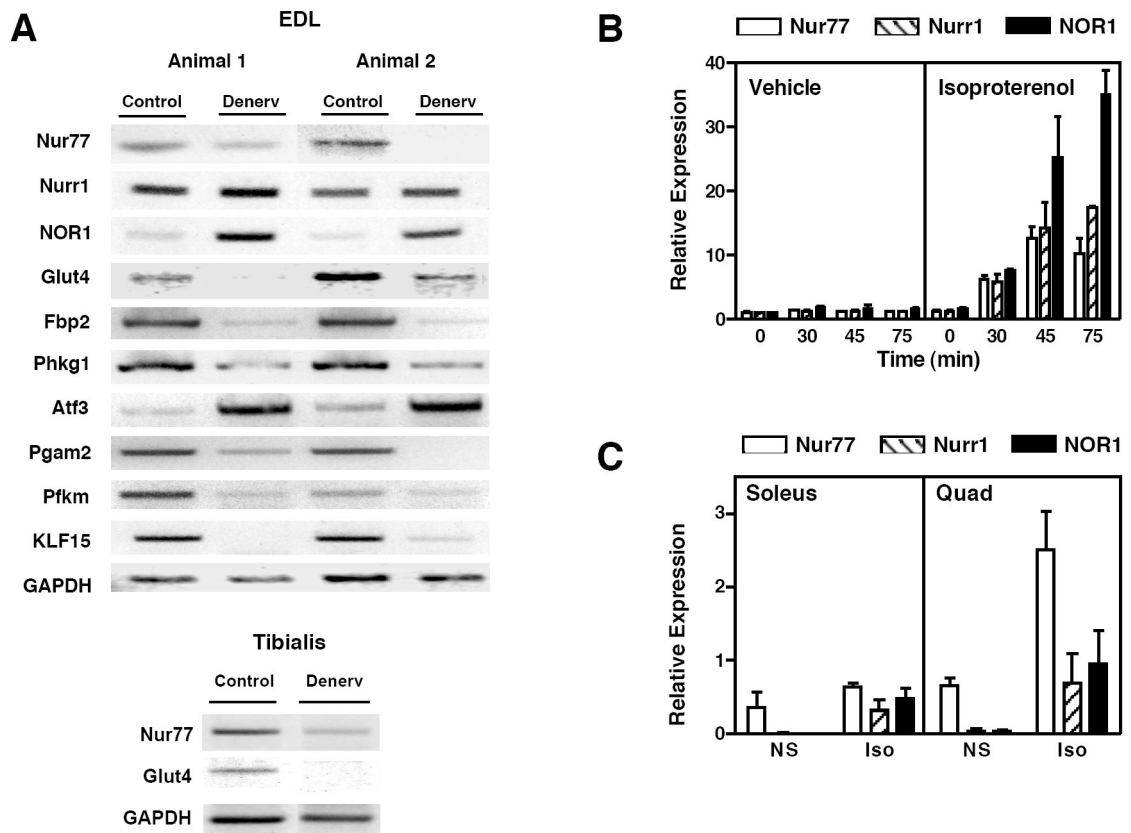 A
EDL
Animal 1 Animal 2
Control Denerv Control Denerv
Nur77
Nurr1
NOR1
Glut4
Fbp2
Phkg1
Atf3
Pgam2
Pfkm
KLF15
GAPDH
Tibialis
Control Denerv
Nur77
Glut4
GAPDH
B
Nur77 Nurr1 NOR1
Vehicle Isoproterenol
Relative Expression
40
30
20
10
0
0 30 45 75 0 30 45 75
Time (min)
C
Nur77 Nurr1 NOR1
Soleus Quad
Relative Expression
3
2
1
0
NS Iso NS Iso